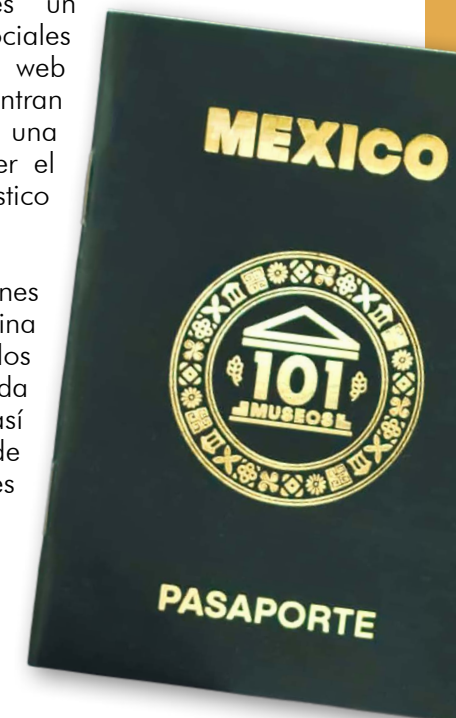 es un
ociales
web
ntran
una
er el
stico
nes
ina
los
da
así
de
es
MEXICO
101
MUSEOS
PASAPORTE